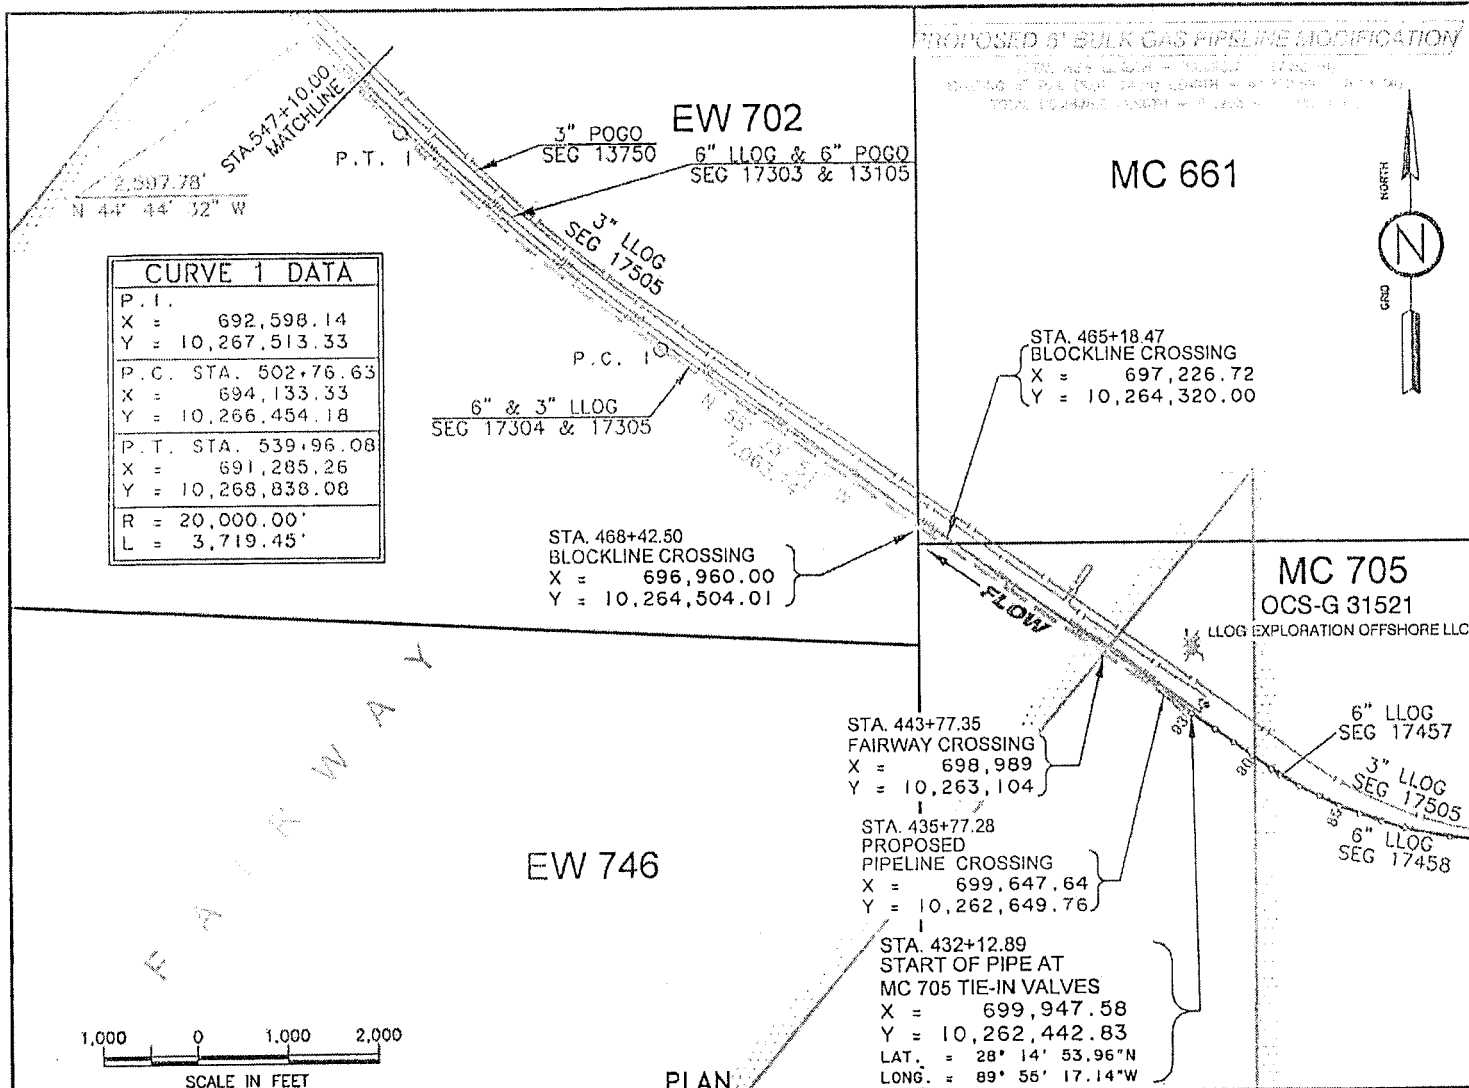 PROPOSED 6" BULK GAS PIPELINE MODIFICATION
EW 702
MC 661
NORTH
N
GRID
STA.547+10.00
MATCHLINE
P.T. 1
3" POGO
SEG 13750
6" LLOG & 6" POGO
SEG 17303 & 13105
3" LLOG
SEG 17505
N 44° 44' 32" W
CURVE 1 DATA
P.I.
X = 692,598.14
Y = 10,267,513.33
P.C. STA. 502+76.63
X = 694,133.33
Y = 10,266,454.18
P.T. STA. 539+96.08
X = 691,285.26
Y = 10,268,838.08
R = 20,000.00'
L = 3,719.45'
P.C. 1
6" & 3" LLOG
SEG 17304 & 17305
STA. 465+18.47
BLOCKLINE CROSSING
X = 697,226.72
Y = 10,264,320.00
STA. 468+42.50
BLOCKLINE CROSSING
X = 696,960.00
Y = 10,264,504.01
FLOW
MC 705
OCS-G 31521
LLOG EXPLORATION OFFSHORE LLC
STA. 443+77.35
FAIRWAY CROSSING
X = 698,989
Y = 10,263,104
83
80
85
6" LLOG
SEG 17457
3" LLOG
SEG 17505
6" LLOG
SEG 17458
STA. 435+77.28
PROPOSED
PIPELINE CROSSING
X = 699,647.64
Y = 10,262,649.76
STA. 432+12.89
START OF PIPE AT
MC 705 TIE-IN VALVES
X = 699,947.58
Y = 10,262,442.83
LAT. = 28° 14' 53.96"N
LONG. = 89° 55' 17.14"W
EW 746
FAIRWAY
1,000 0 1,000 2,000
SCALE IN FEET
PLAN